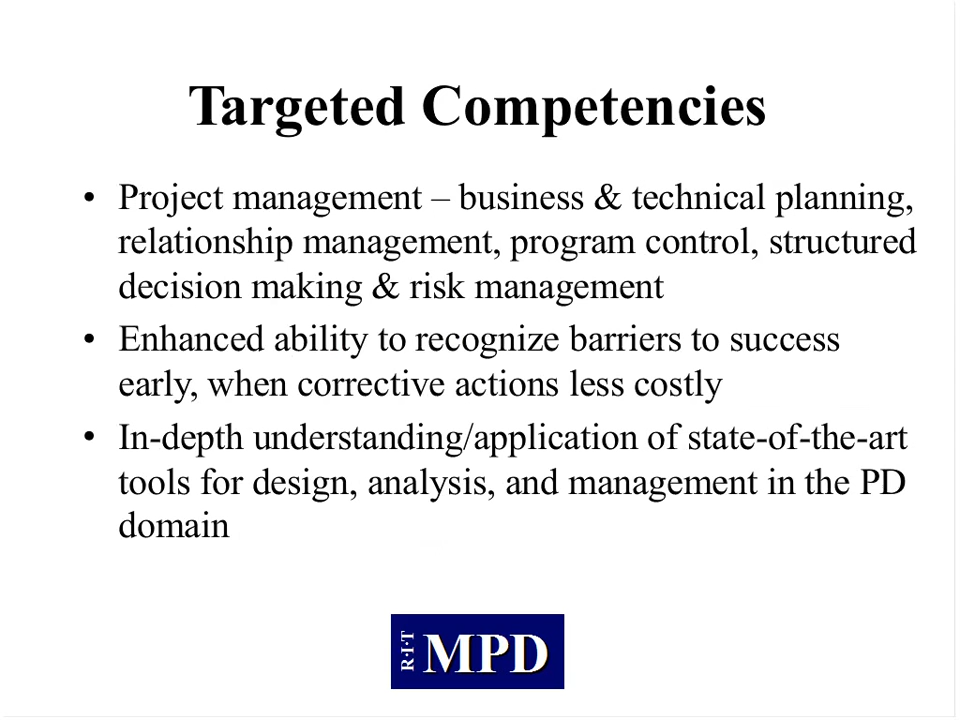 Targeted Competencies
• Project management – business & technical planning,
relationship management, program control, structured
decision making & risk management
• Enhanced ability to recognize barriers to success
early, when corrective actions less costly
• In-depth understanding/application of state-of-the-art
tools for design, analysis, and management in the PD
domain
R·I·T
MPD